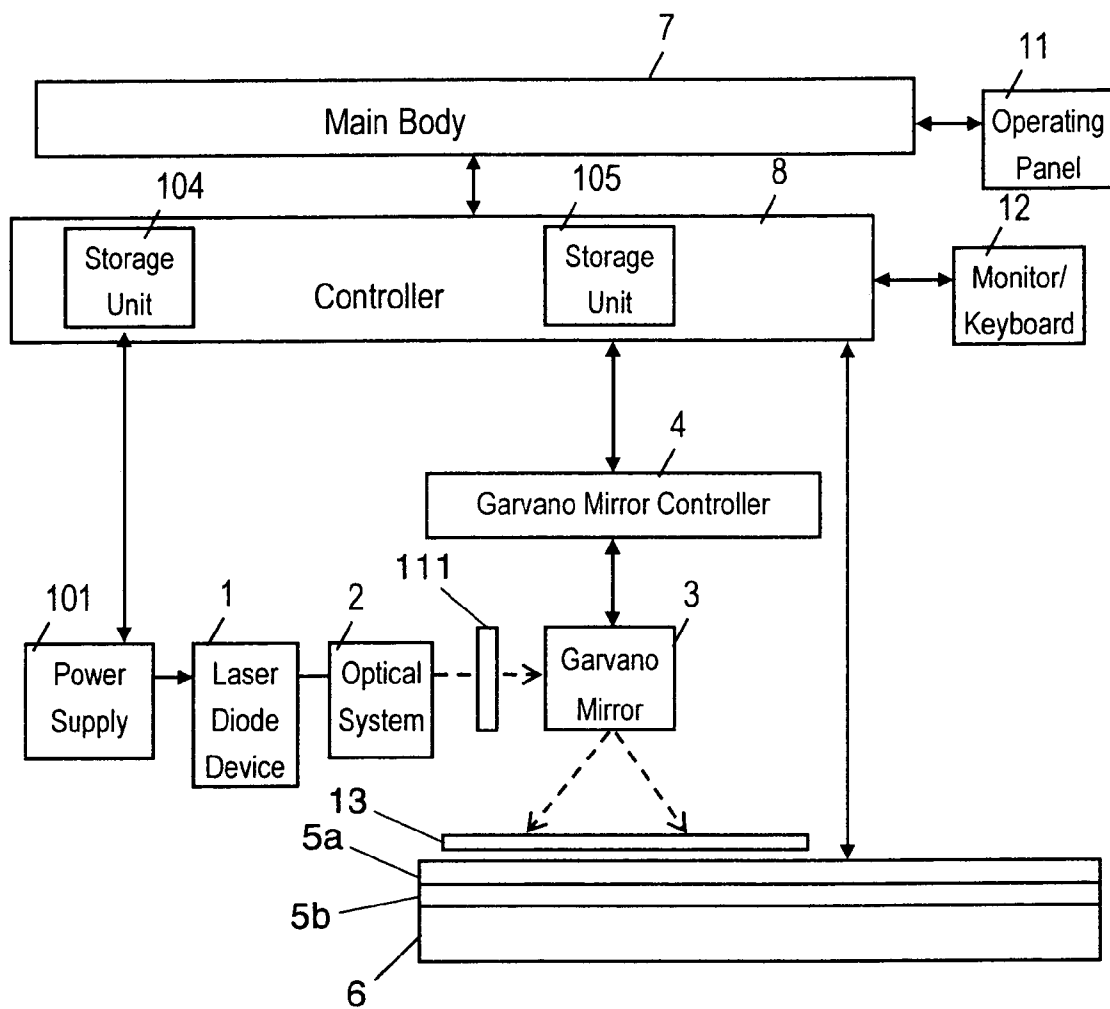 7
11
Main Body
Operating
Panel
104
105
8
12
Storage
Unit
Storage
Unit
Controller
Monitor/
Keyboard
4
Garvano Mirror Controller
111
101
1
2
3
Power
Supply
Laser
Diode
Device
Optical
System
Garvano
Mirror
13
5a
5b
6